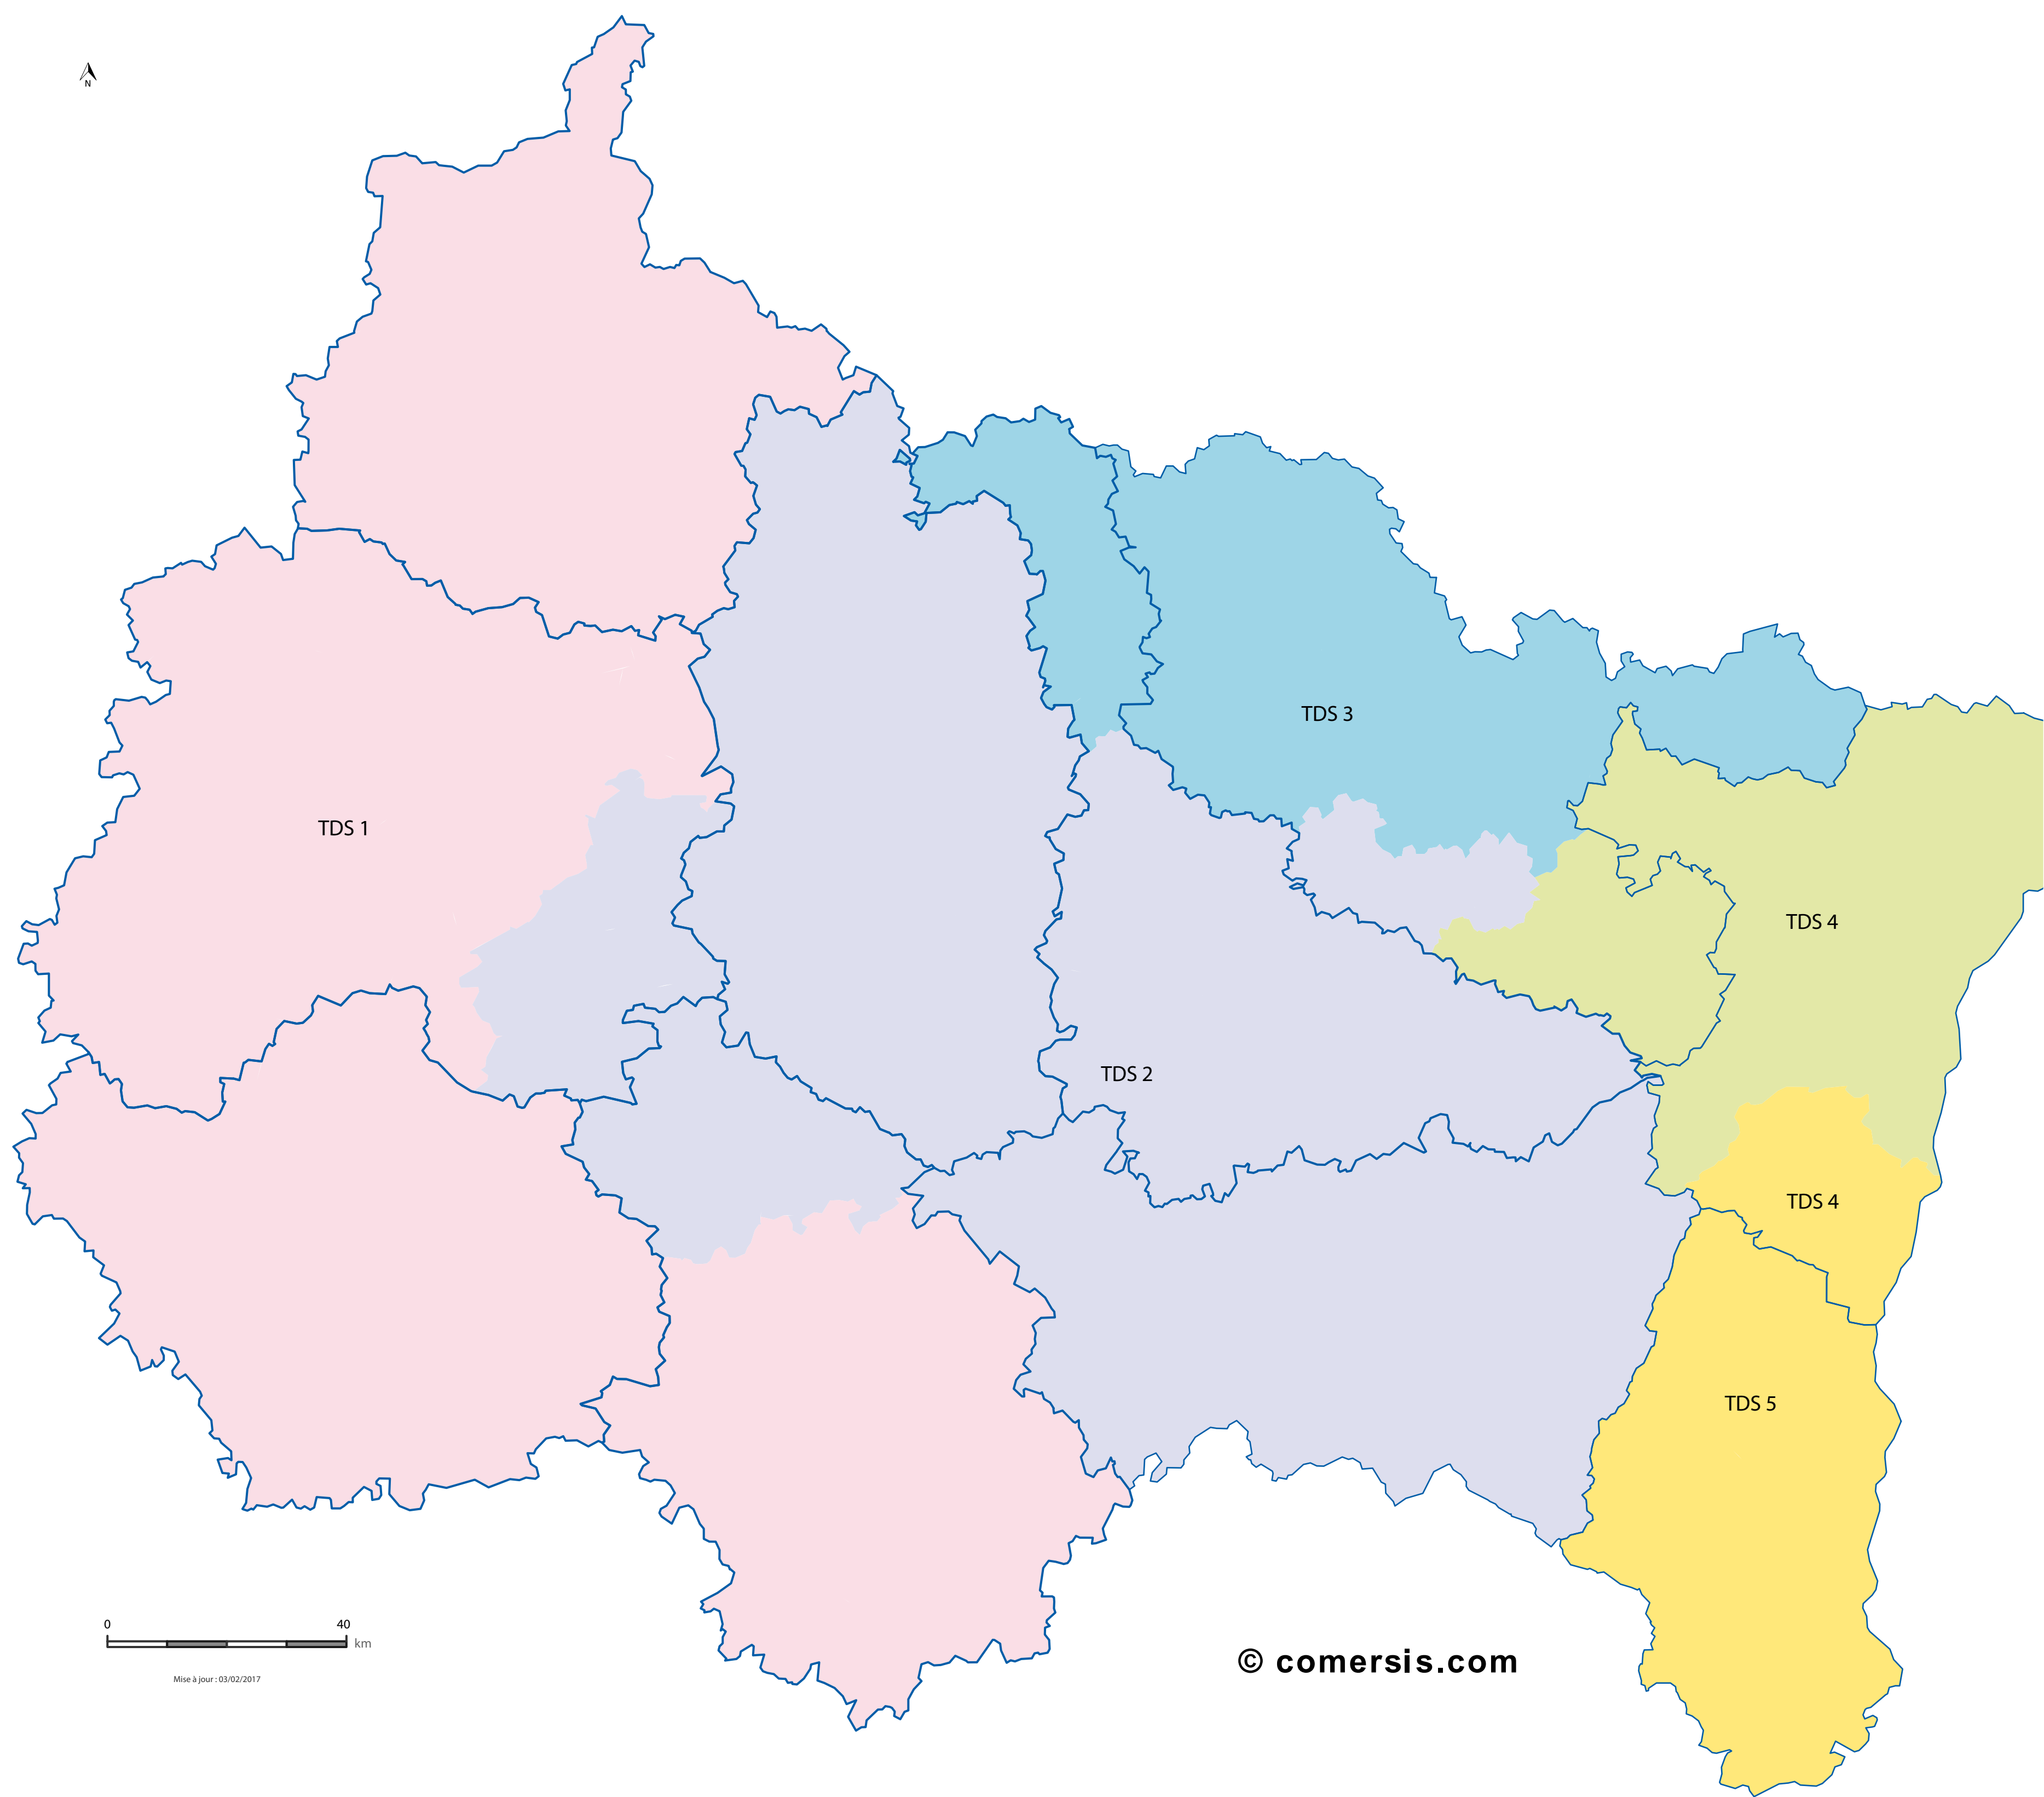 N
TDS 3
TDS 1
TDS 4
TDS 2
TDS 4
TDS 5
0 40
km
© comersis.com
Mise à jour : 03/02/2017